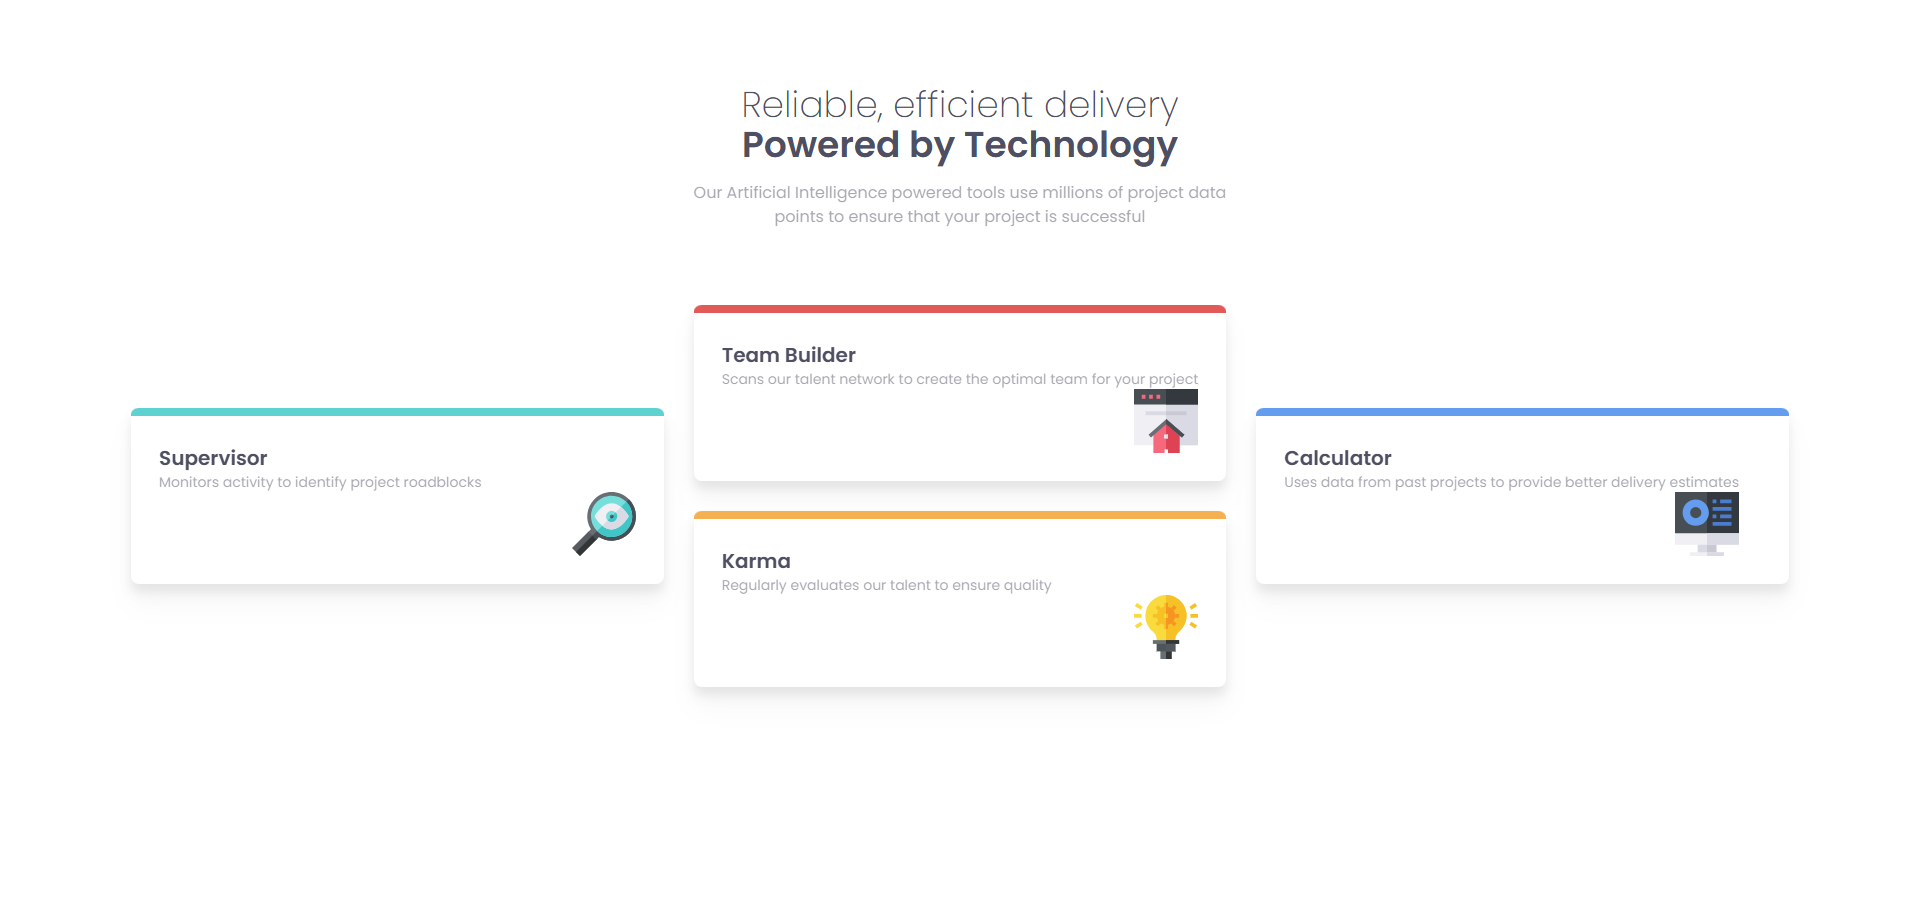 Reliable, efficient delivery
Powered by Technology
Our Artificial Intelligence powered tools use millions of project data
points to ensure that your project is successful
Supervisor
Monitors activity to identify project roadblocks
Team Builder
Scans our talent network to create the optimal team for your project
Karma
Regularly evaluates our talent to ensure quality
Calculator
Uses data from past projects to provide better delivery estimates